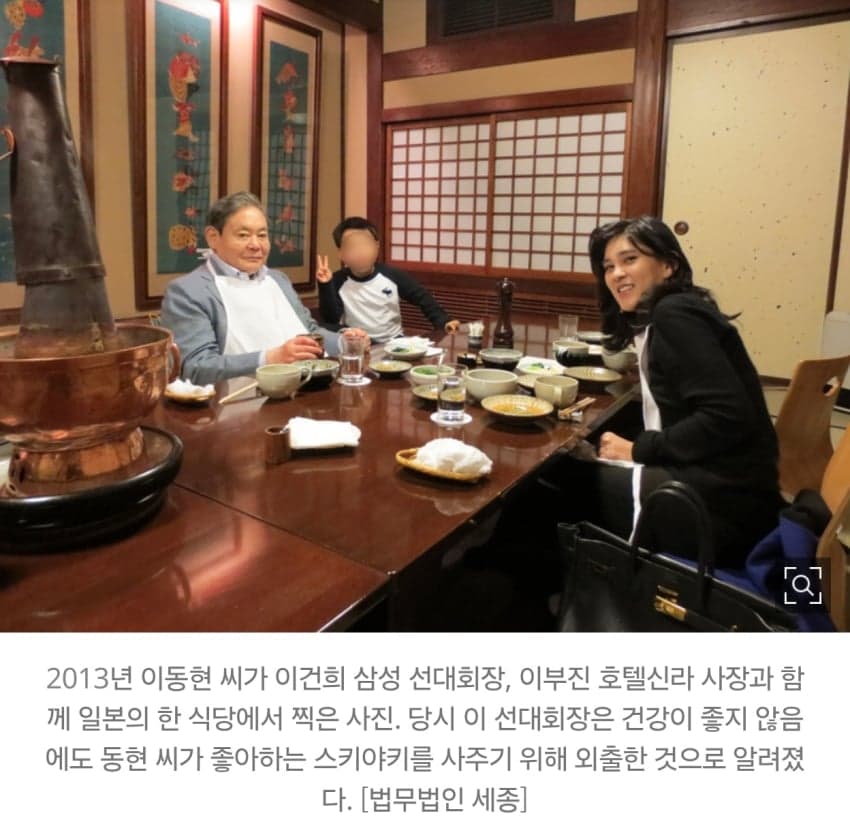 2013년 이동현 씨가 이건희 삼성 선대회장, 이부진 호텔신라 사장과 함
께 일본의 한 식당에서 찍은 사진. 당시 이 선대회장은 건강이 좋지 않음
에도 동현 씨가 좋아하는 스키야키를 사주기 위해 외출한 것으로 알려졌
다. [법무법인 세종]